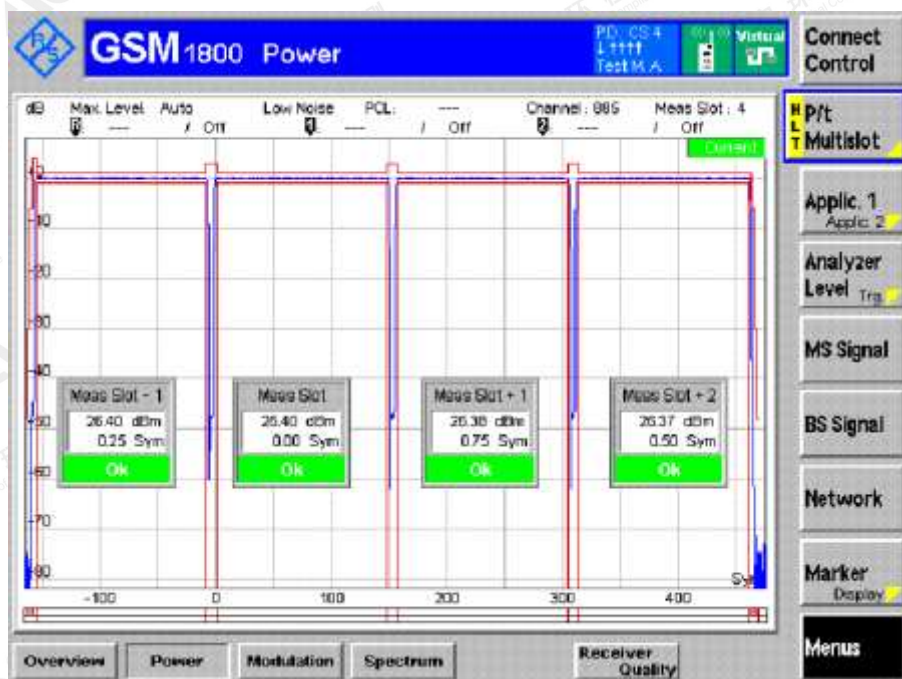 R S
GSM 1800 Power
P.D. CS 4
Test M.A.
Virtual
Connect
Control
dB Max. Level Auto Low Noise PCL: --- Channel: 885 Meas Slot: 4
--- / Off --- / Off --- / Off
Current
H L T
P/t
Multislot
Applic. 1
Applic. 2
Analyzer
Level Trg.
MS Signal
BS Signal
Network
Marker
Display
Menus
-10
-20
-30
-40
-50
-60
-70
-80
Meas Slot - 1
26.40 dBm
0.25 Sym
Ok
Meas Slot
26.40 dBm
0.00 Sym
Ok
Meas Slot + 1
26.38 dBm
0.75 Sym
Ok
Meas Slot + 2
26.37 dBm
0.50 Sym
Ok
-100 0 100 200 300 400
Overview Power Modulation Spectrum Receiver
Quality